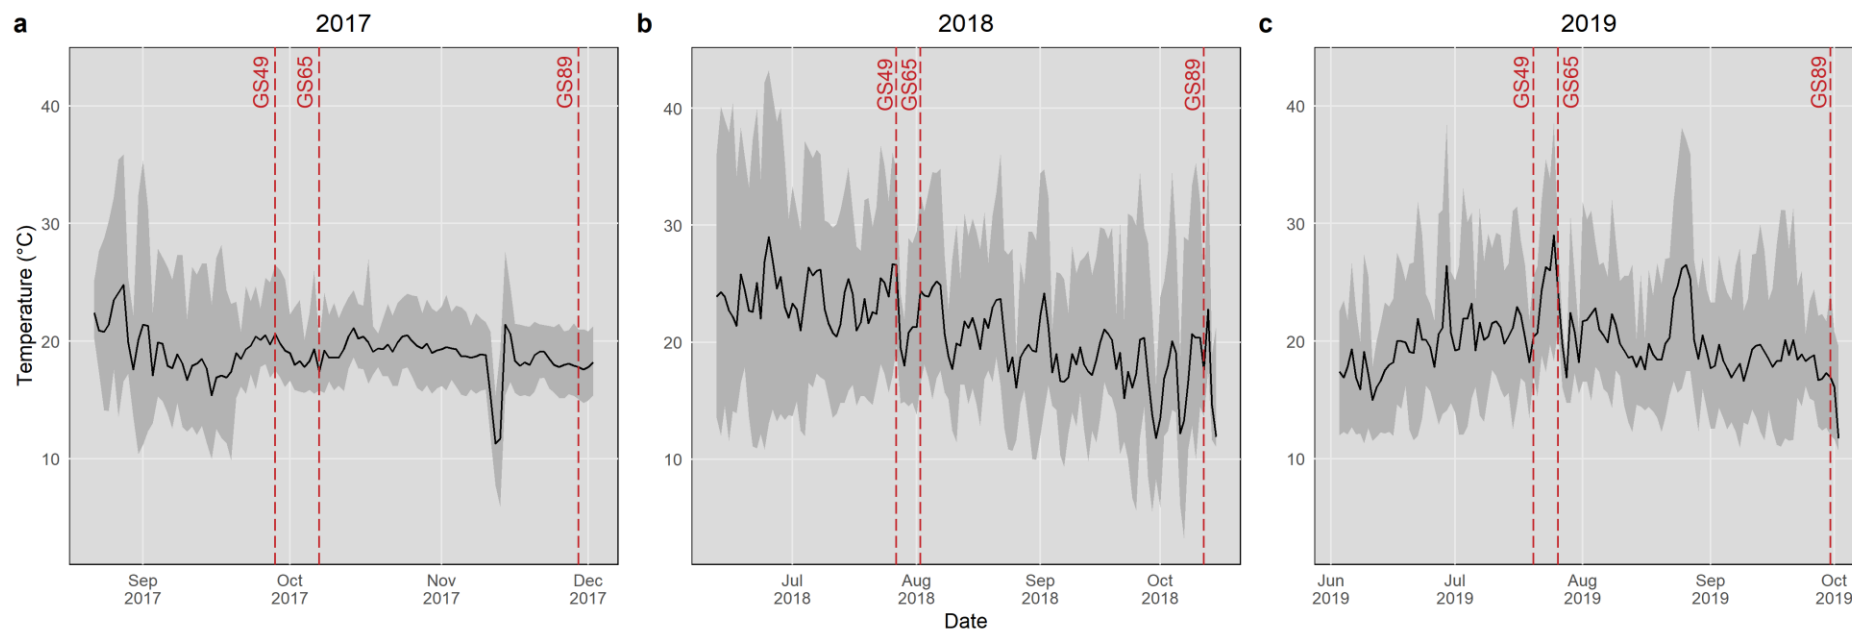 a 2017 b 2018 c 2019
GS49 GS65 GS89 GS49 GS65 GS89 GS49 GS65 GS89
40 40 40
30 30 30
20 20 20
10 10 10
Temperature (°C)
Sep Oct Nov Dec Jul Aug Sep Oct Jun Jul Aug Sep Oct
2017 2017 2017 2017 2018 2018 2018 2018 2019 2019 2019 2019 2019
Date